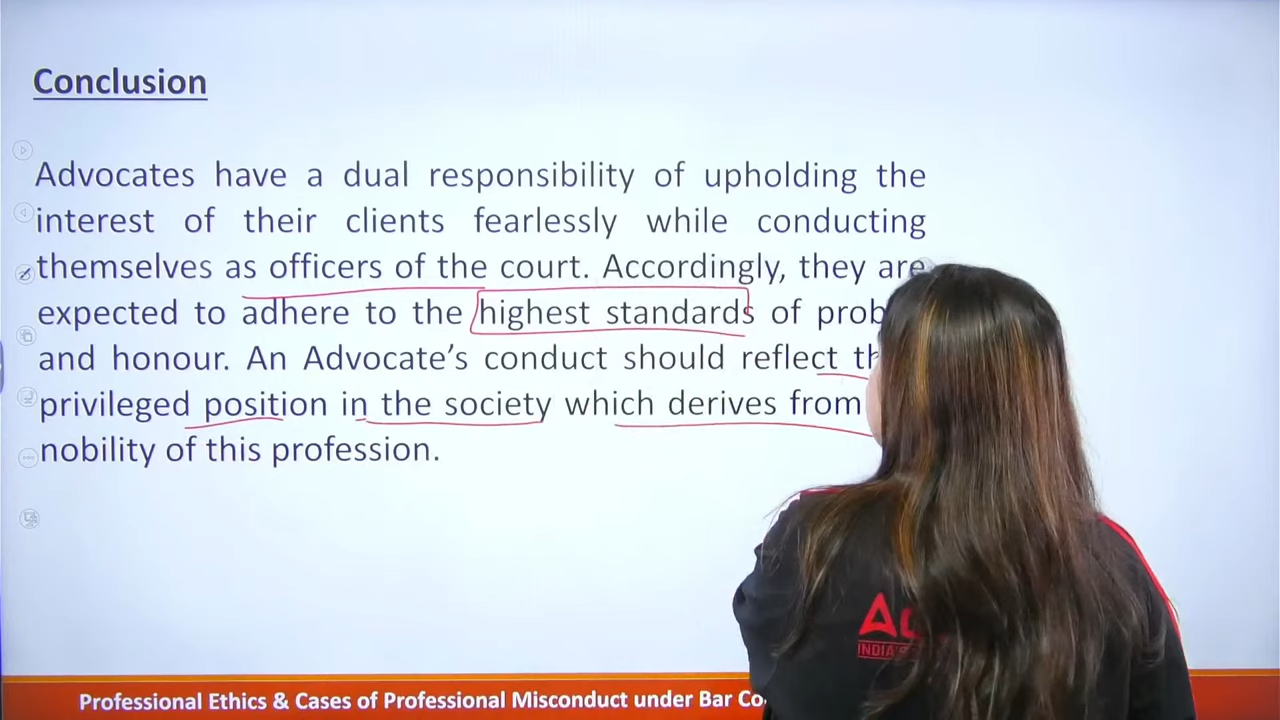 Conclusion
Advocates have a dual responsibility of upholding the
interest of their clients fearlessly while conducting
themselves as officers of the court. Accordingly, they are
expected to adhere to the highest standards of
and honour. An Advocate's conduct should reflect
privileged position in the society which derives from
nobility of this profession.
Professional Ethics & Cases of Professional Misconduct under Bar